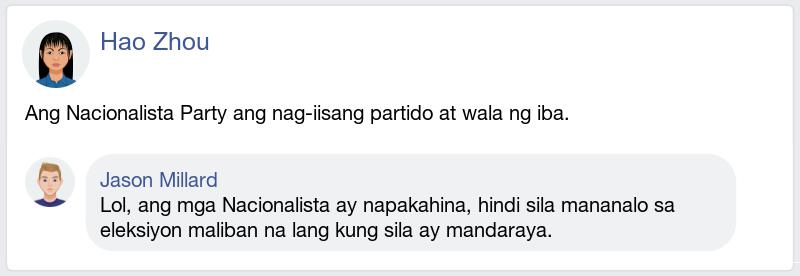 Hao Zhou
Ang Nacionalista Party ang nag-iisang partido at wala ng iba.
Jason Millard
Lol, ang mga Nacionalista ay napakahina, hindi sila mananalo sa
eleksiyon maliban na lang kung sila ay mandaraya.